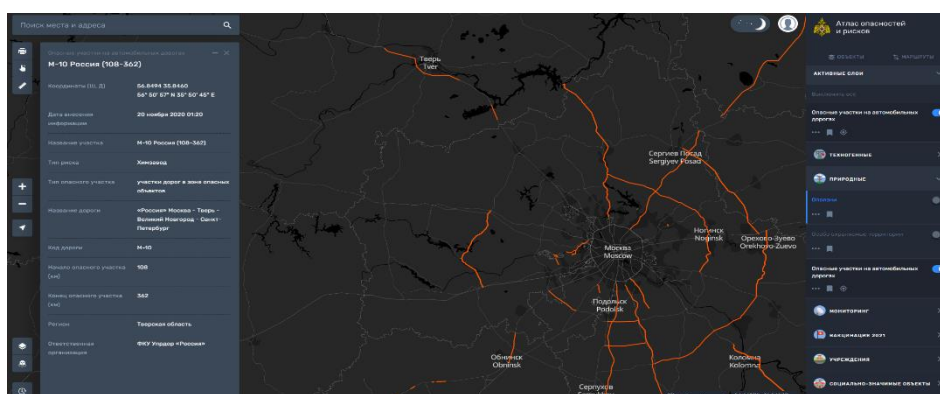 Поиск места и адреса
Опасные участки на автомобильных дорогах
М-10 Россия (108-362)
Координаты (Ш, Д)
56.8494 35.8460
56° 50' 57" N 35° 50' 45" E
Дата внесения
информации
20 ноября 2020 01:20
Название участка
М-10 Россия (108-362)
Тип риска
Химзавод
Тип опасного участка
участки дорог в зоне опасных
объектов
Название дороги
«Россия» Москва - Тверь -
Великий Новгород - Санкт-
Петербург
Код дороги
М-10
Начало опасного участка
(км)
108
Конец опасного участка
(км)
362
Регион
Тверская область
Ответственная
организация
ФКУ Упрдор «Россия»
Тверь
Tver
Сергиев Посад
Sergiyev Posad
Ногинск
Noginsk
Орехово-Зуево
Orekhovo-Zuevo
Москва
Moscow
Подольск
Podolsk
Обнинск
Obninsk
Коломна
Kolomna
Серпухов
Атлас опасностей
и рисков
ОБЪЕКТЫ
МАРШРУТЫ
АКТИВНЫЕ СЛОИ
Выключить все
Опасные участки на автомобильных
дорогах
ТЕХНОГЕННЫЕ
ПРИРОДНЫЕ
Оползни
Особо охраняемые территории
Опасные участки на автомобильных
дорогах
МОНИТОРИНГ
ВАКЦИНАЦИЯ 2021
УЧРЕЖДЕНИЯ
СОЦИАЛЬНО-ЗНАЧИМЫЕ ОБЪЕКТЫ